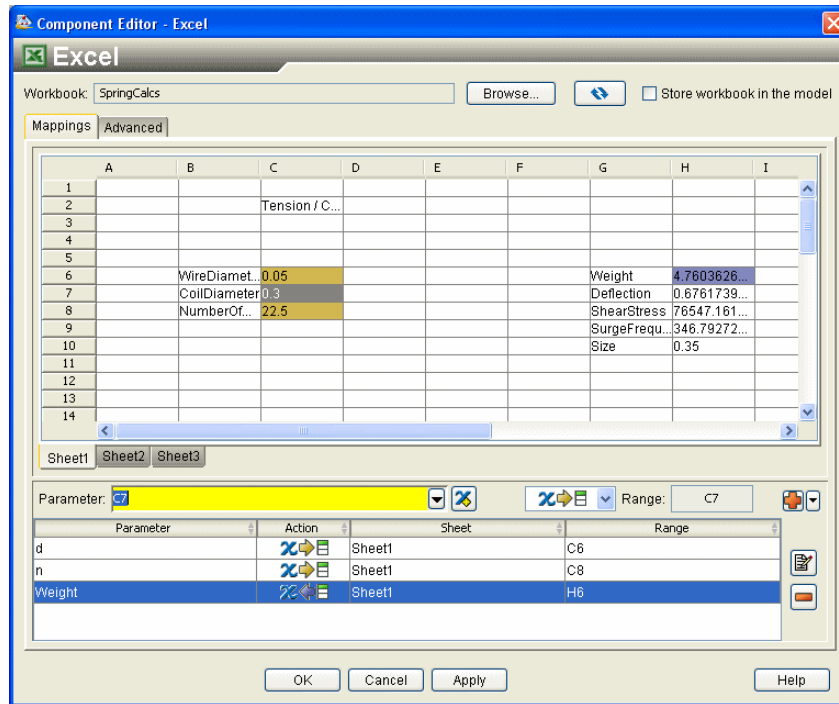 Component Editor - Excel
Excel
Workbook: SpringCalcs Browse... Store workbook in the model
Mappings Advanced
A B C D E F G H I
1
2 Tension / C...
3
4
5
6 WireDiamet... 0.05 Weight 4.7603626...
7 CoilDiameter 0.3 Deflection 0.6761739...
8 NumberOf... 22.5 ShearStress 76547.161...
9 SurgeFrequ... 346.79272...
10 Size 0.35
11
12
13
14
Sheet1 Sheet2 Sheet3
Parameter: C7 Range: C7
Parameter Action Sheet Range
d Sheet1 C6
n Sheet1 C8
Weight Sheet1 H6
OK Cancel Apply Help